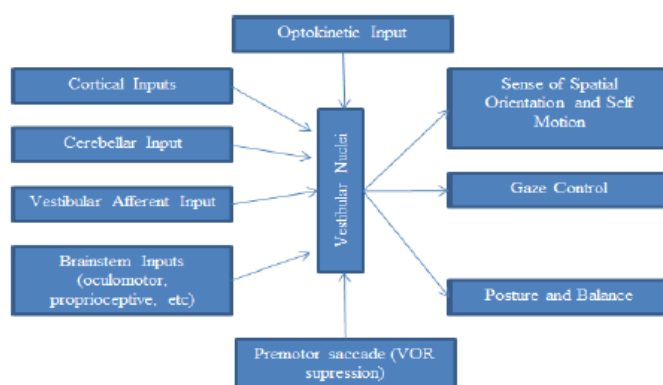 Optokinetic Input
Cortical Inputs
Cerebellar Input
Vestibular Afferent Input
Brainstem Inputs
(oculomotor,
proprioceptive, etc)
Vestibular Nuclei
Premotor saccade (VOR
supression)
Sense of Spatial
Orientation and Self
Motion
Gaze Control
Posture and Balance